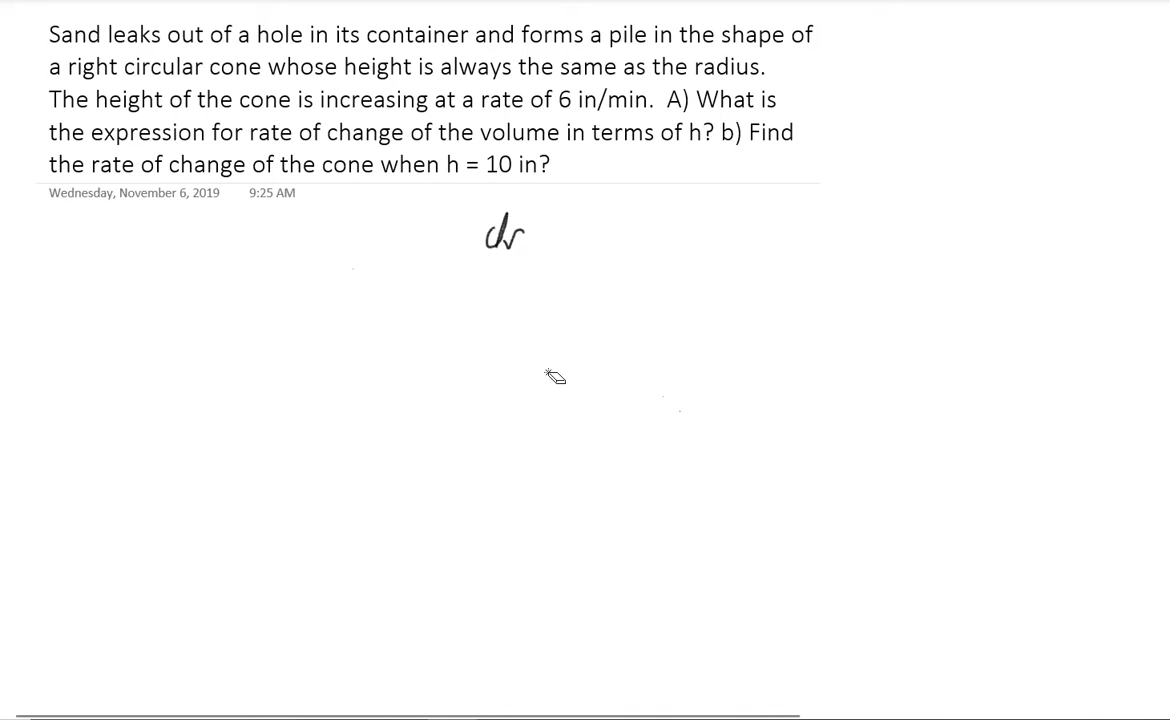 Sand leaks out of a hole in its container and forms a pile in the shape of
a right circular cone whose height is always the same as the radius.
The height of the cone is increasing at a rate of 6 in/min.  A) What is
the expression for rate of change of the volume in terms of h? b) Find
the rate of change of the cone when h = 10 in?
Wednesday, November 6, 2019 9:25 AM
dr